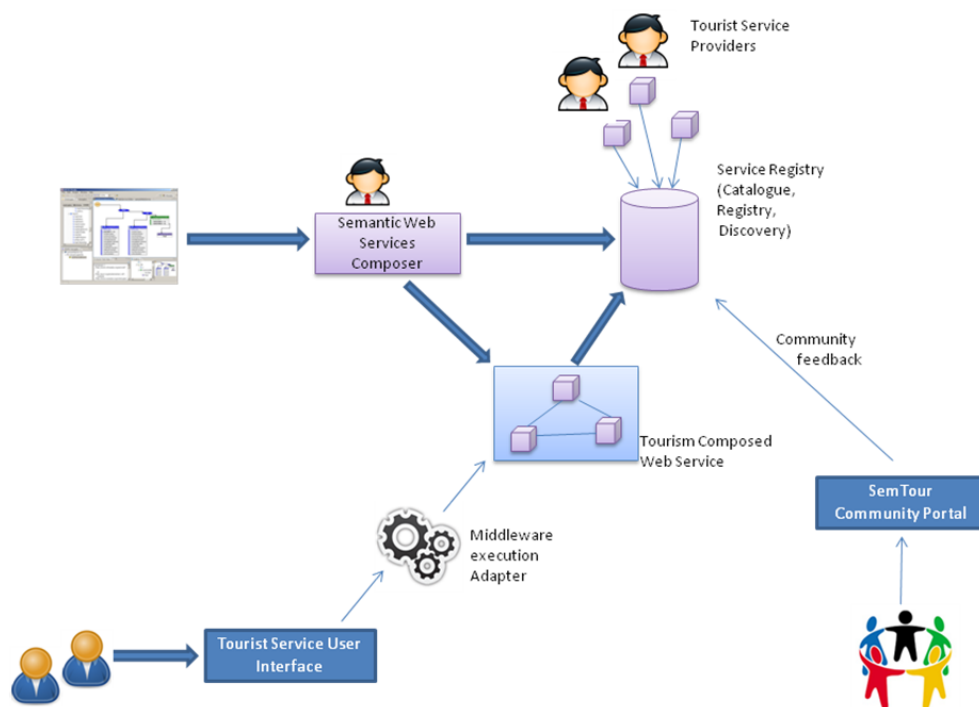 Tourist Service
Providers
Service Registry
(Catalogue,
Registry,
Discovery)
Semantic Web
Services
Composer
Community
feedback
Tourism Composed
Web Service
SemTour
Community Portal
Middleware
execution
Adapter
Tourist Service User
Interface